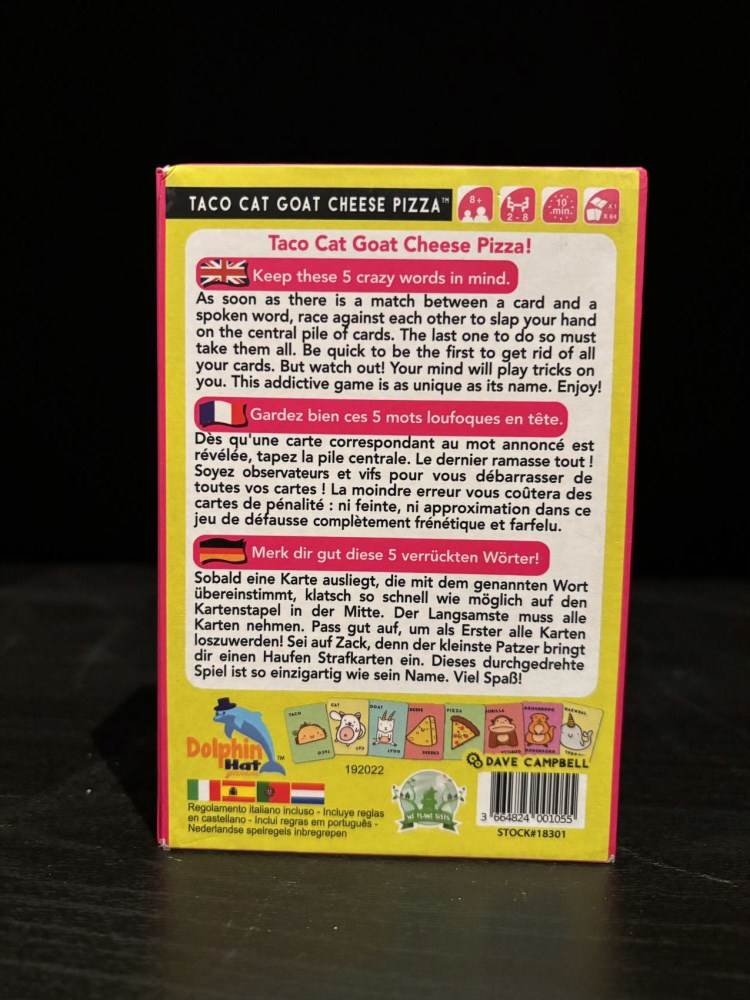 TACO CAT GOAT CHEESE PIZZA™
8+
2 - 8
10 min.
X 1
X 64
Taco Cat Goat Cheese Pizza!
Keep these 5 crazy words in mind.
As soon as there is a match between a card and a
spoken word, race against each other to slap your hand
on the central pile of cards. The last one to do so must
take them all. Be quick to be the first to get rid of all
your cards. But watch out! Your mind will play tricks on
you. This addictive game is as unique as its name. Enjoy!
Gardez bien ces 5 mots loufoques en tête.
Dès qu'une carte correspondant au mot annoncé est
révélée, tapez la pile centrale. Le dernier ramasse tout !
Soyez observateurs et vifs pour vous débarrasser de
toutes vos cartes ! La moindre erreur vous coûtera des
cartes de pénalité : ni feinte, ni approximation dans ce
jeu de défausse complètement frénétique et farfelu.
Merk dir gut diese 5 verrückten Wörter!
Sobald eine Karte ausliegt, die mit dem genannten Wort
übereinstimmt, klatsch so schnell wie möglich auf den
Kartenstapel in der Mitte. Der Langsamste muss alle
Karten nehmen. Pass gut auf, um als Erster alle Karten
loszuwerden! Sei auf Zack, denn der kleinste Patzer bringt
dir einen Haufen Strafkarten ein. Dieses durchgedrehte
Spiel ist so einzigartig wie sein Name. Viel Spaß!
TACO
CAT
GOAT
PIZZA
NARWHAL
Dolphin
Hat™
192022
DAVE CAMPBELL
Regolamento italiano incluso - Incluye reglas
en castellano - Inclui regras em português -
Nederlandse spelregels inbregrepen
3 664824 001055
STOCK#18301